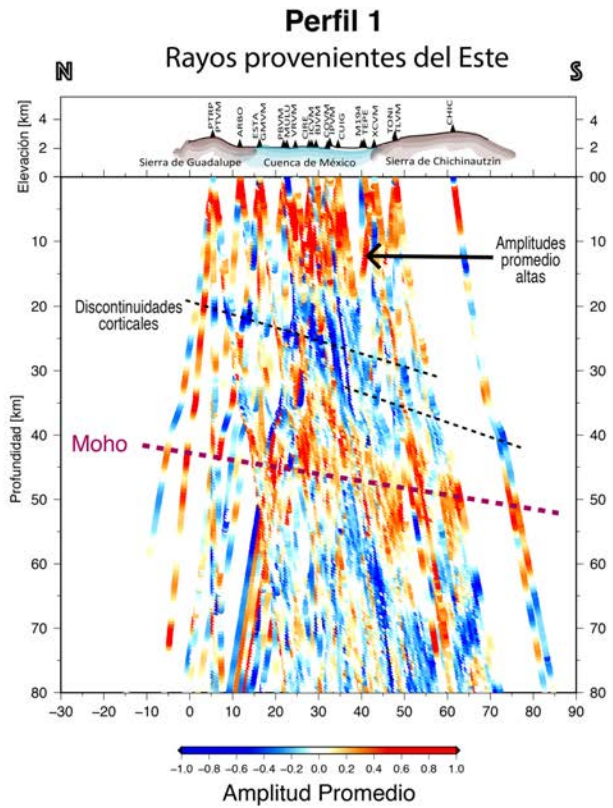 Perfil 1
Rayos provenientes del Este
N
S
PTRP
PTVM
ARBO
ESTA
GMVM
PBVM
MULU
CIRE
ICVM
BJVM
COVM
CUIG
M194
TEPE
XCVM
TONI
TLVM
CHIC
Elevación [km]
4
2
0
4
2
00
Sierra de Guadalupe
Cuenca de México
Sierra de Chichinautzin
10
20
30
40
50
60
70
80
Profundidad [km]
10
20
30
40
50
60
70
80
Amplitudes
promedio
altas
Discontinuidades
corticales
Moho
−30 −20 −10 0 10 20 30 40 50 60 70 80 90
−1.0 −0.8 −0.6 −0.4 −0.2 0.0 0.2 0.4 0.6 0.8 1.0
Amplitud Promedio